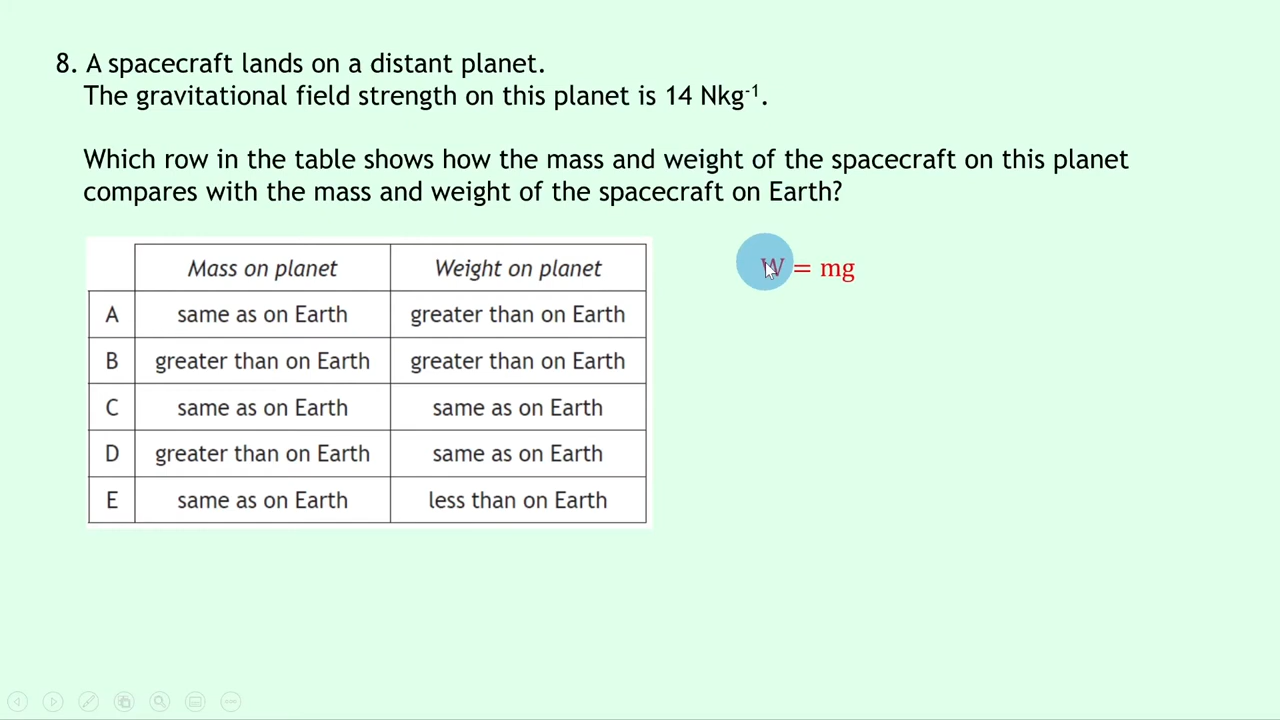 8. A spacecraft lands on a distant planet.
The gravitational field strength on this planet is 14 Nkg⁻¹.
Which row in the table shows how the mass and weight of the spacecraft on this planet
compares with the mass and weight of the spacecraft on Earth?
Mass on planet Weight on planet
W = mg
A same as on Earth greater than on Earth
B greater than on Earth greater than on Earth
C same as on Earth same as on Earth
D greater than on Earth same as on Earth
E same as on Earth less than on Earth